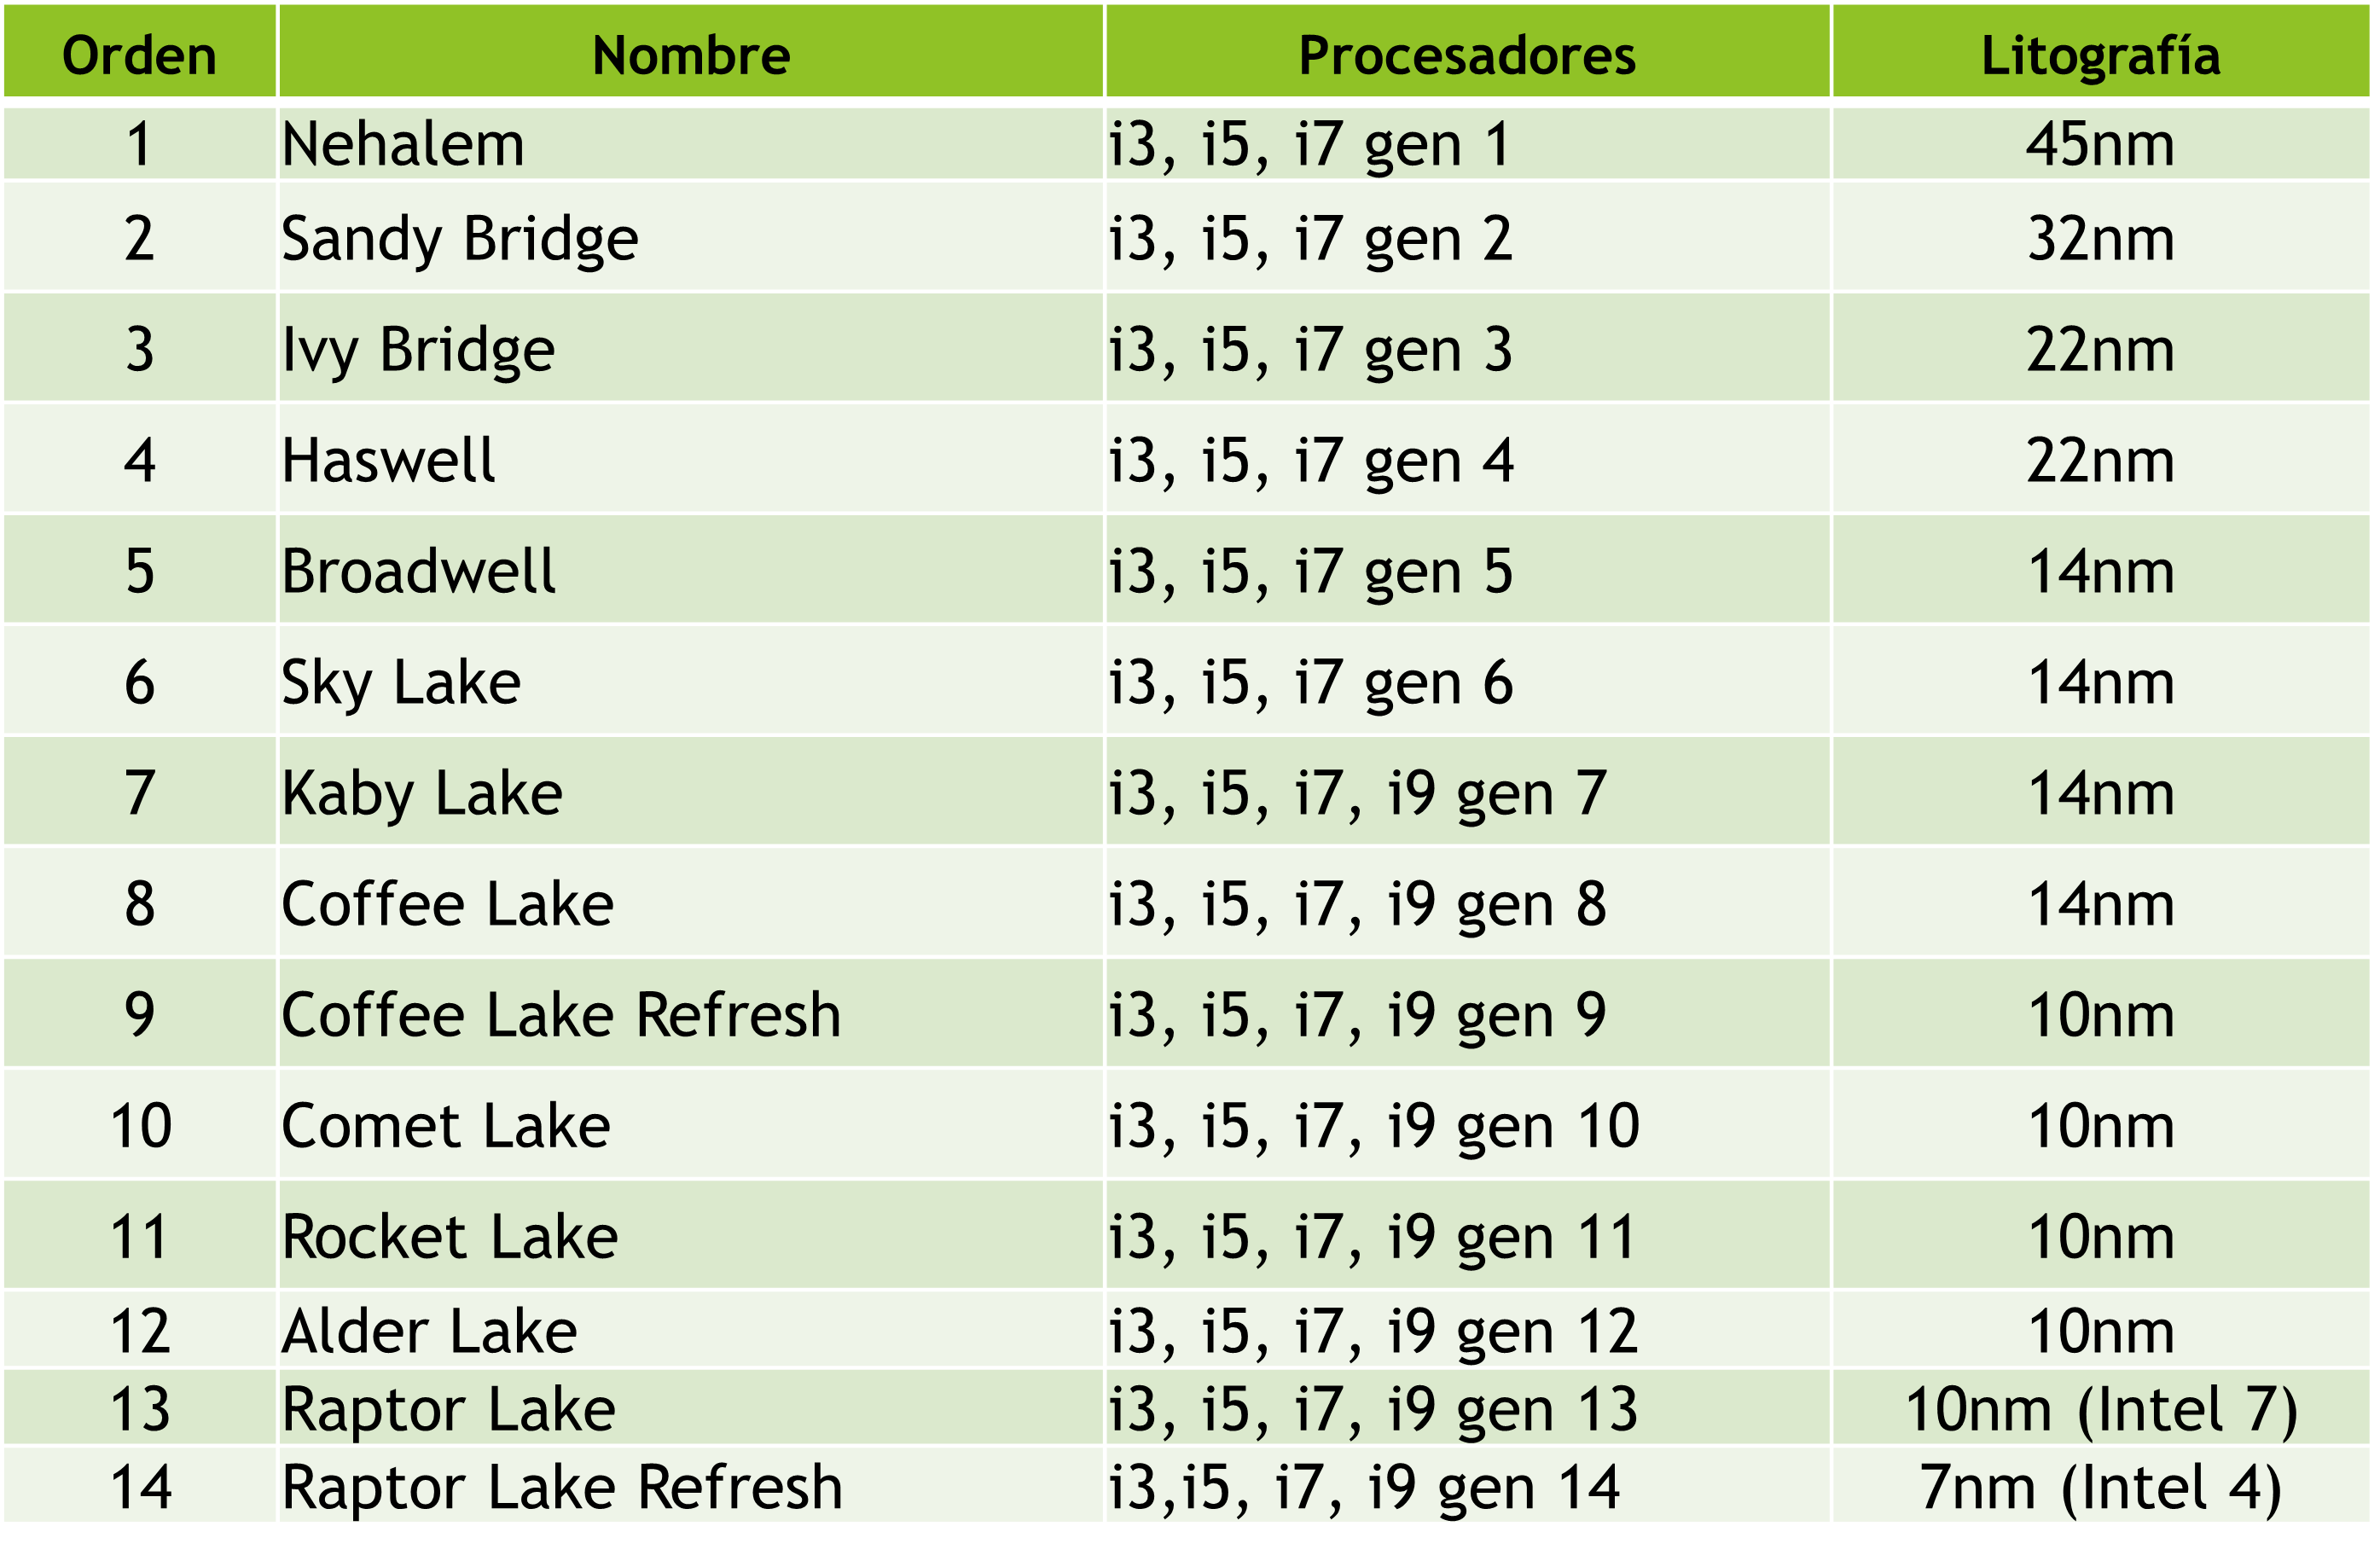 Orden Nombre Procesadores Litografía
1 Nehalem i3, i5, i7 gen 1 45nm
2 Sandy Bridge i3, i5, i7 gen 2 32nm
3 Ivy Bridge i3, i5, i7 gen 3 22nm
4 Haswell i3, i5, i7 gen 4 22nm
5 Broadwell i3, i5, i7 gen 5 14nm
6 Sky Lake i3, i5, i7 gen 6 14nm
7 Kaby Lake i3, i5, i7, i9 gen 7 14nm
8 Coffee Lake i3, i5, i7, i9 gen 8 14nm
9 Coffee Lake Refresh i3, i5, i7, i9 gen 9 10nm
10 Comet Lake i3, i5, i7, i9 gen 10 10nm
11 Rocket Lake i3, i5, i7, i9 gen 11 10nm
12 Alder Lake i3, i5, i7, i9 gen 12 10nm
13 Raptor Lake i3, i5, i7, i9 gen 13 10nm (Intel 7)
14 Raptor Lake Refresh i3,i5, i7, i9 gen 14 7nm (Intel 4)